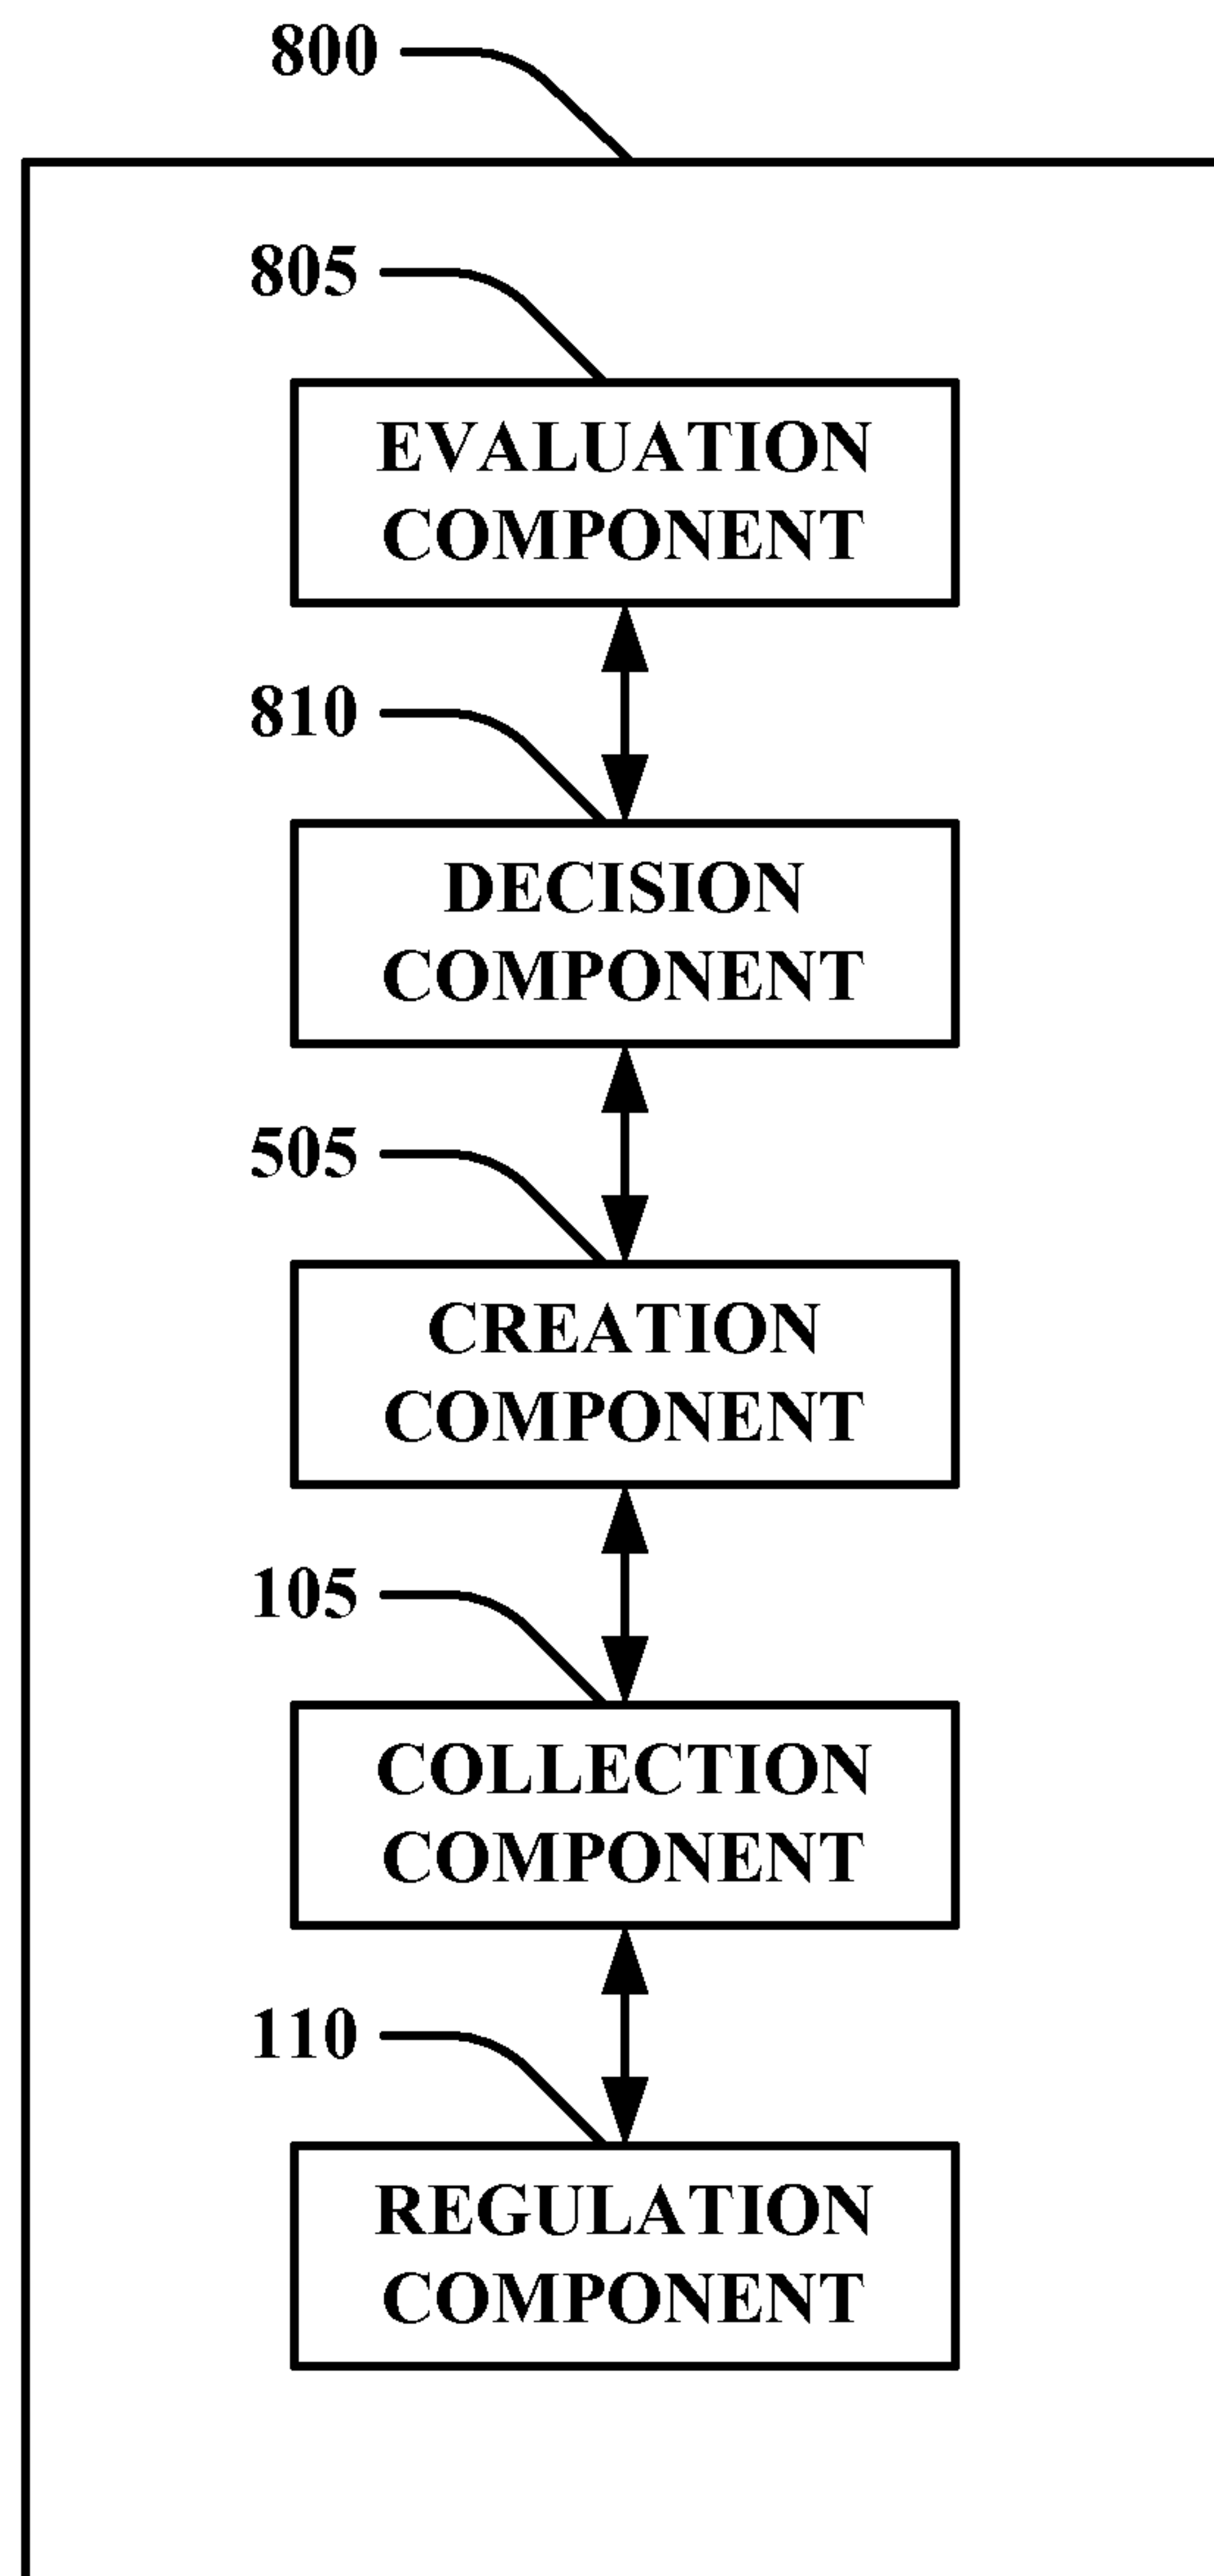 800
805
EVALUATION
COMPONENT
810
DECISION
COMPONENT
505
CREATION
COMPONENT
105
COLLECTION
COMPONENT
110
REGULATION
COMPONENT